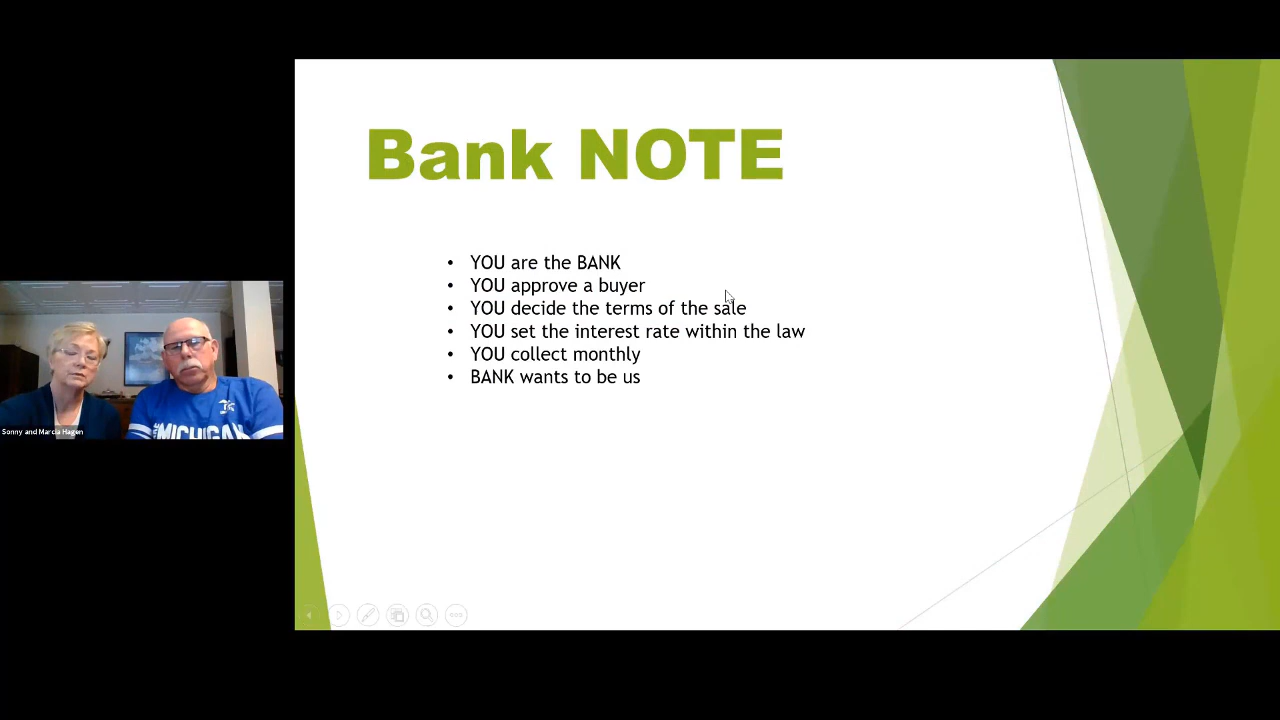 Bank NOTE
• YOU are the BANK
• YOU approve a buyer
• YOU decide the terms of the sale
• YOU set the interest rate within the law
• YOU collect monthly
• BANK wants to be us
MICHIGAN
Sonny and Marcia Hagen